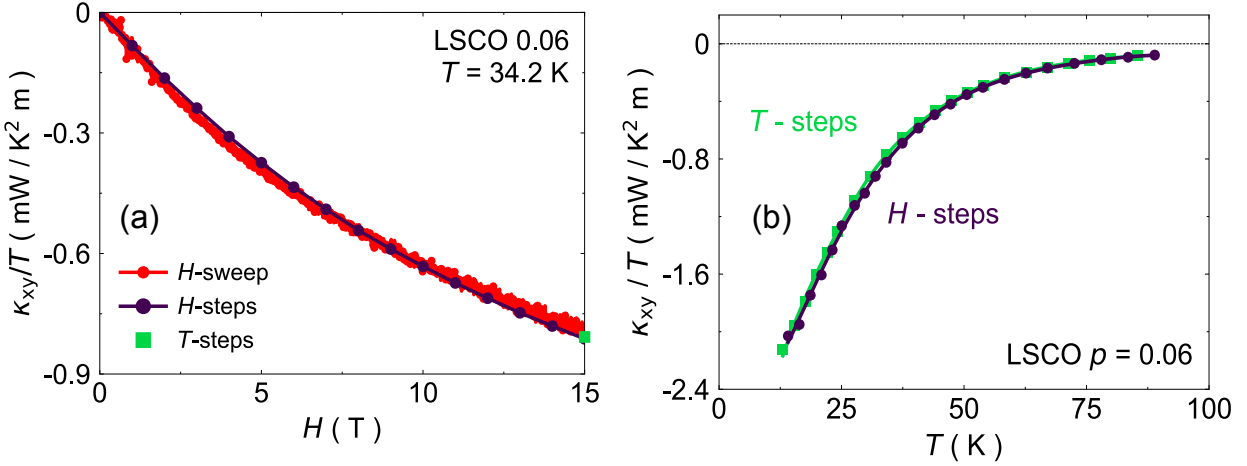 LSCO 0.06
T = 34.2 K
(a)
H-sweep
H-steps
T-steps
κxy/T ( mW / K² m )
0
-0.3
-0.6
-0.9
0
5
10
15
H ( T )
T - steps
H - steps
(b)
LSCO p = 0.06
κxy / T ( mW / K² m )
0
-0.8
-1.6
-2.4
0
25
50
75
100
T ( K )